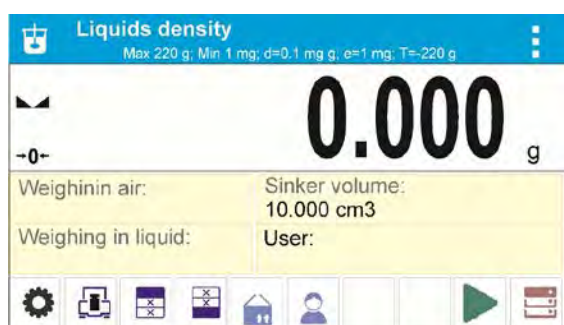 Liquids density
Max 220 g; Min 1 mg; d=0.1 mg g, e=1 mg; T=-220 g
0.000 g
→0←
Weighinin air:
Sinker volume:
10.000 cm3
Weighing in liquid:
User: